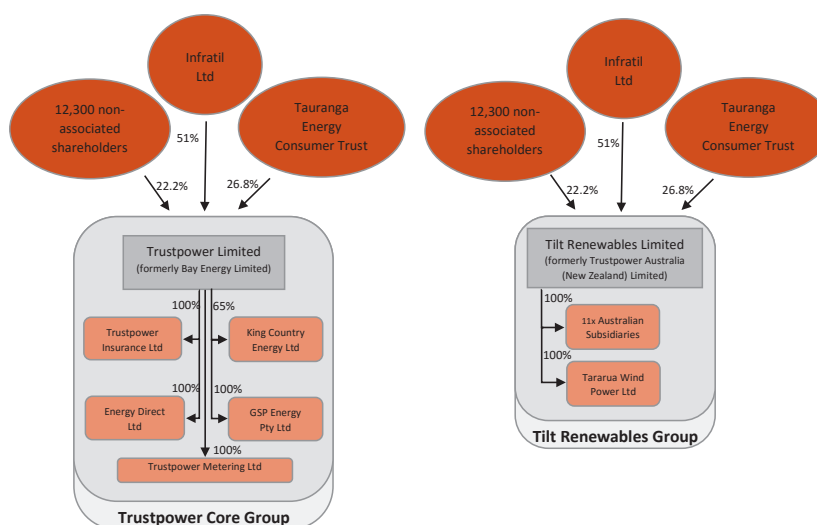 Infratil
Ltd
12,300 non-
associated
shareholders
Tauranga
Energy
Consumer Trust
51%
22.2%
26.8%
Trustpower Limited
(formerly Bay Energy Limited)
100%
65%
Trustpower
Insurance Ltd
King Country
Energy Ltd
100%
100%
Energy Direct
Ltd
GSP Energy
Pty Ltd
100%
Trustpower Metering Ltd
Trustpower Core Group
Infratil
Ltd
12,300 non-
associated
shareholders
Tauranga
Energy
Consumer Trust
51%
22.2%
26.8%
Tilt Renewables Limited
(formerly Trustpower Australia
(New Zealand) Limited)
100%
11x Australian
Subsidiaries
100%
Tararua Wind
Power Ltd
Tilt Renewables Group